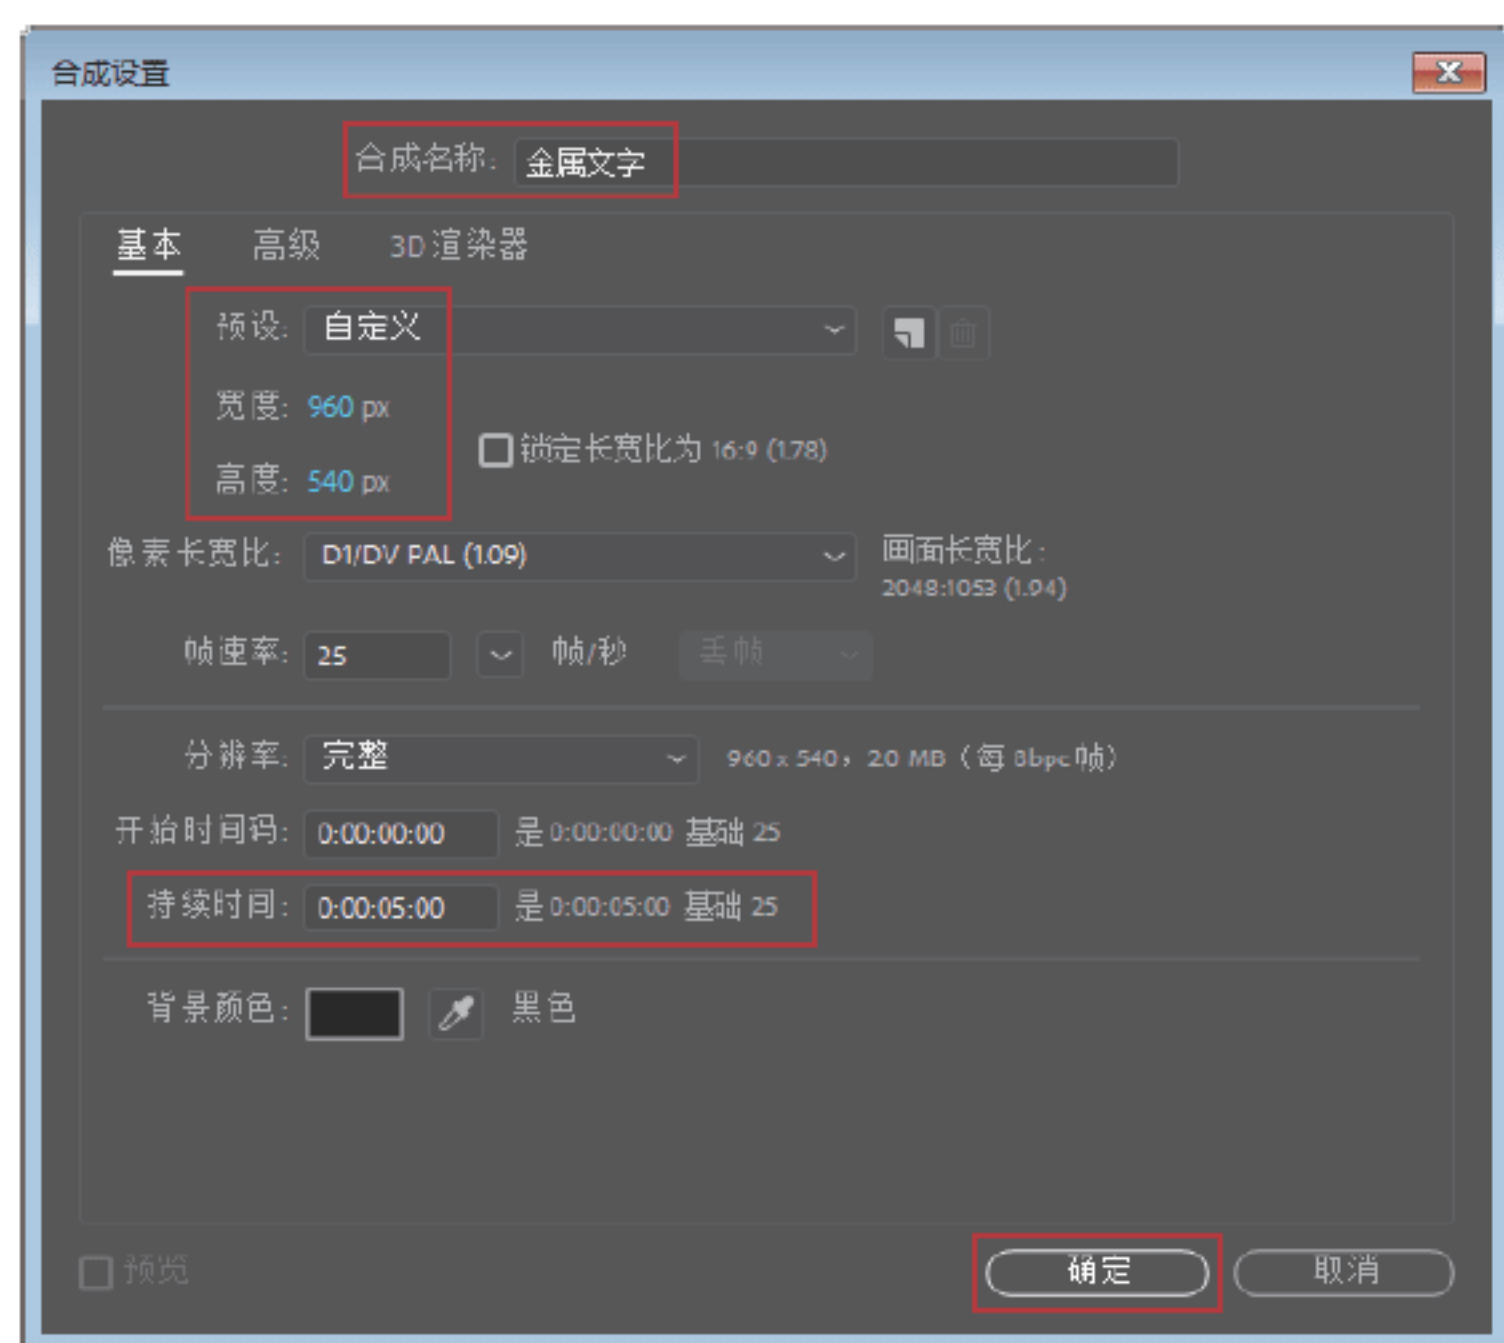 合成设置
合成名称: 金属文字
基本 高级 3D 渲染器
预设: 自定义
宽度: 960 px
锁定长宽比为 16:9 (1.78)
高度: 540 px
像素长宽比: D1/DV PAL (1.09) 画面长宽比:
2048:1053 (1.94)
帧速率: 25 帧/秒 丢帧
分辨率: 完整 960 x 540，2.0 MB（每 8bpc 帧）
开始时间码: 0:00:00:00 是 0:00:00:00 基础 25
持续时间: 0:00:05:00 是 0:00:05:00 基础 25
背景颜色: 黑色
预览 确定 取消